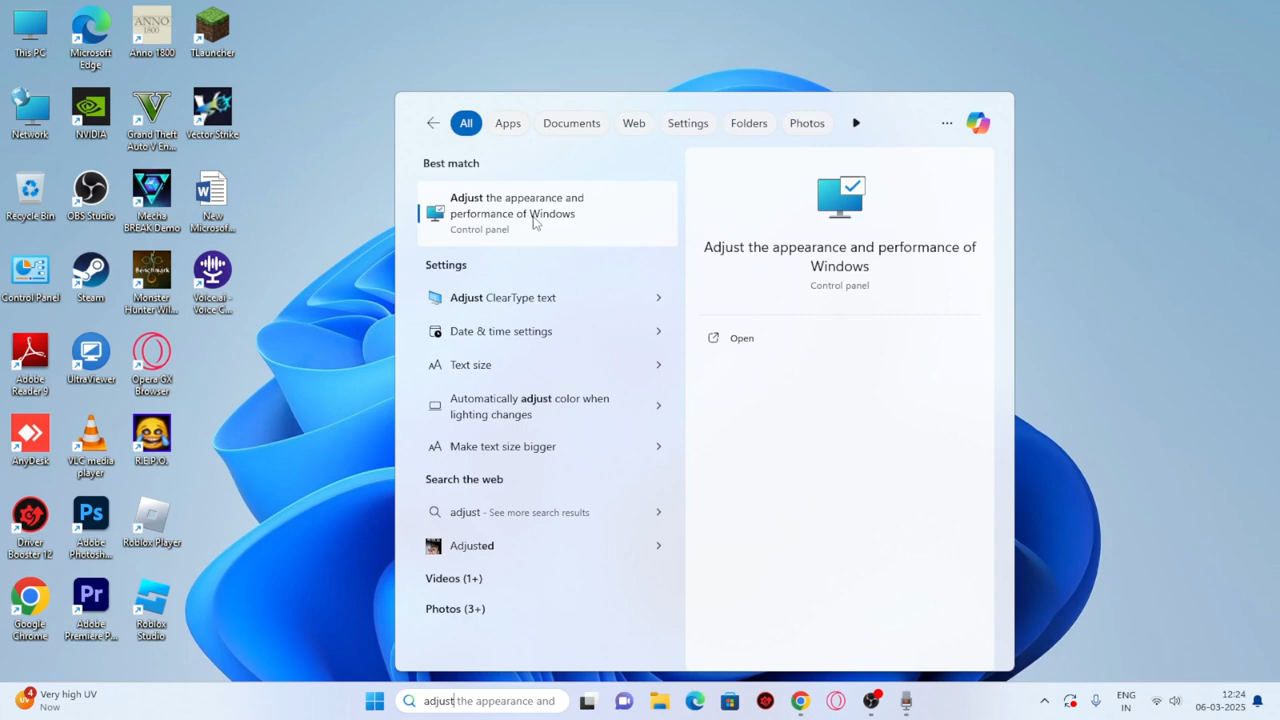 This PC
Microsoft
Edge
ANNO
1800
Anno 1800
TLauncher
Network
NVIDIA
Grand Theft
Auto V En...
Vector Strike
Recycle Bin
OBS Studio
Mecha
BREAK Demo
New
Microsof...
Control Panel
Steam
Benchmark
Monster
Hunter Wil...
Voice.ai -
Voice C...
Adobe
Reader 9
UltraViewer
Opera GX
Browser
AnyDesk
VLC media
player
R.E.P.O.
Driver
Booster 12
Ps
Adobe
Photosh...
Roblox Player
Google
Chrome
Pr
Adobe
Premiere P...
Roblox
Studio
All
Apps
Documents
Web
Settings
Folders
Photos
Best match
Adjust the appearance and
performance of Windows
Control panel
Settings
Adjust ClearType text
Date & time settings
Text size
Automatically adjust color when
lighting changes
Make text size bigger
Search the web
adjust - See more search results
Adjusted
Videos (1+)
Photos (3+)
Adjust the appearance and performance of
Windows
Control panel
Open
4
Very high UV
Now
adjust the appearance and
ENG
IN
12:24
06-03-2025